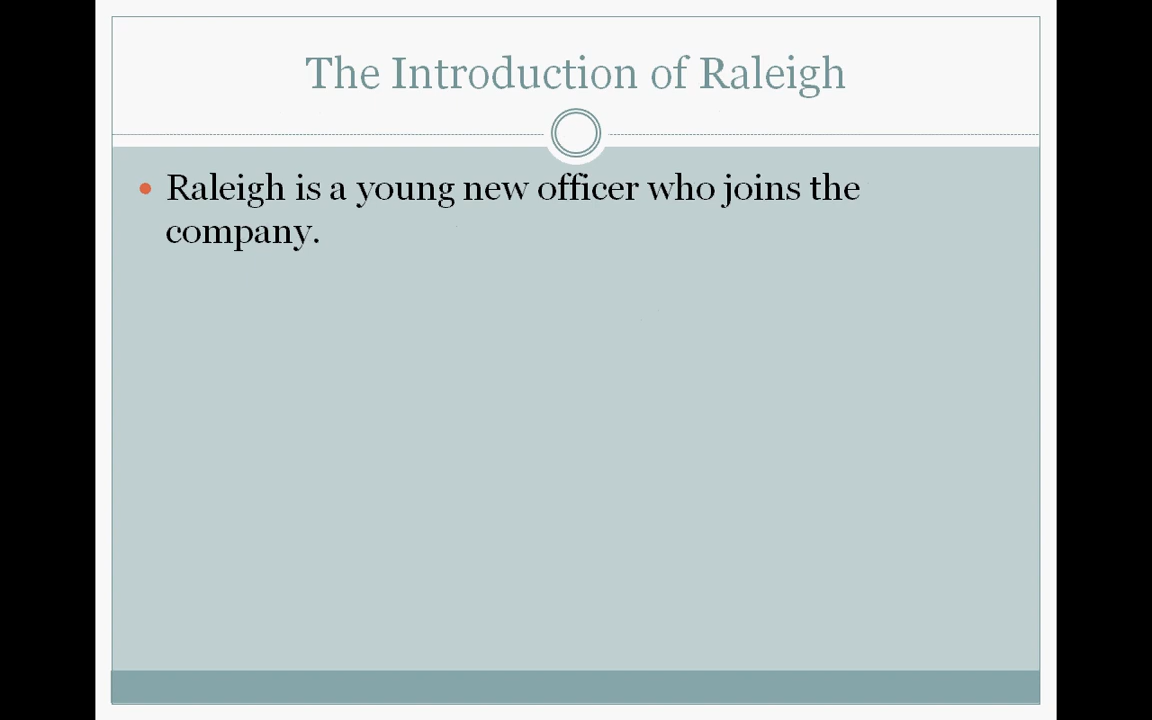 The Introduction of Raleigh
Raleigh is a young new officer who joins the
company.